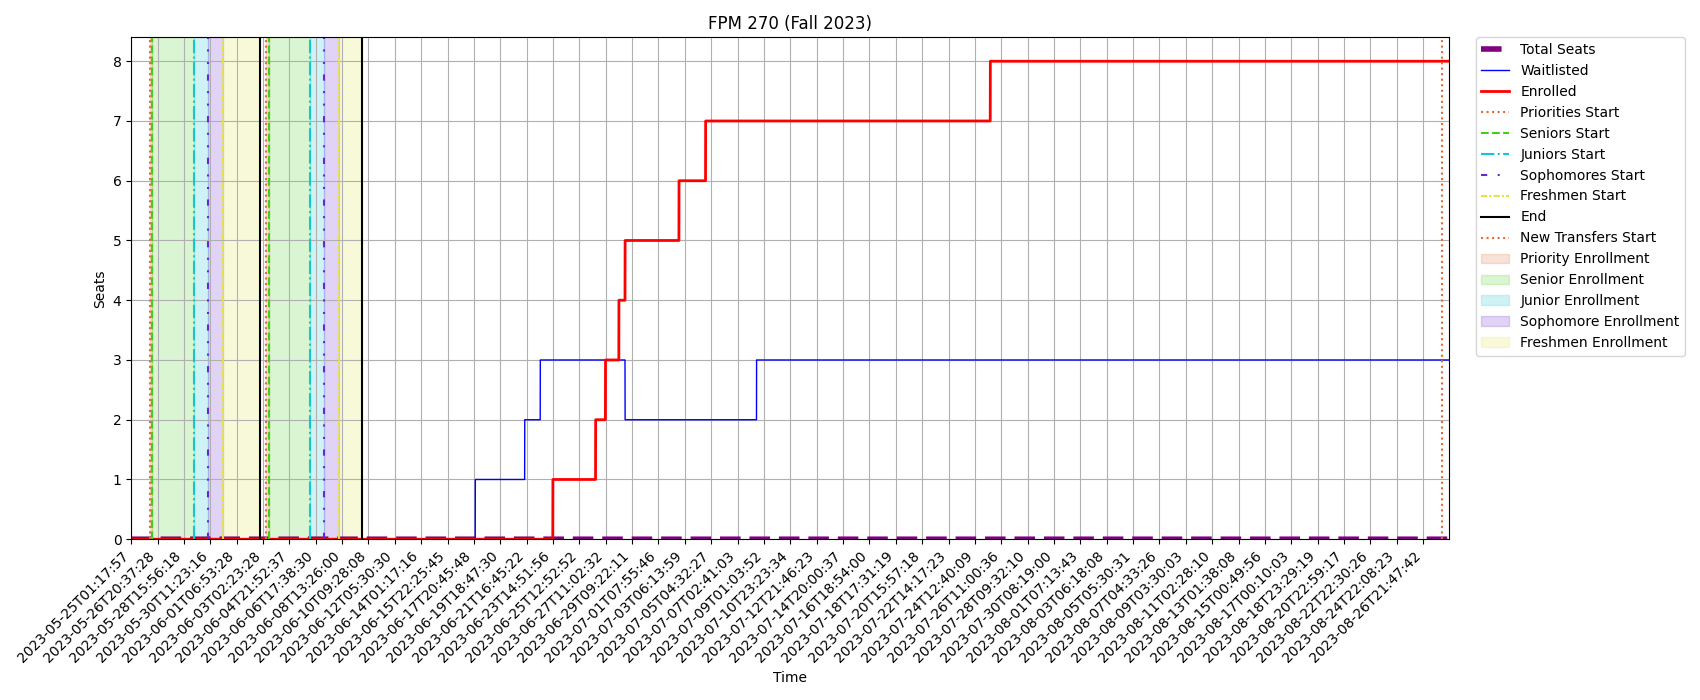 FPM 270 (Fall 2023)
Seats
8
7
6
5
4
3
2
1
0
2023-05-25T01:17:57
2023-05-26T20:37:28
2023-05-28T15:56:18
2023-05-30T11:23:16
2023-06-01T06:53:28
2023-06-03T02:23:28
2023-06-04T21:52:37
2023-06-06T17:38:30
2023-06-08T13:26:00
2023-06-10T09:28:08
2023-06-12T05:30:30
2023-06-14T01:17:16
2023-06-15T22:25:45
2023-06-17T20:45:48
2023-06-19T18:47:30
2023-06-21T16:45:22
2023-06-23T14:51:56
2023-06-25T12:52:52
2023-06-27T11:02:32
2023-06-29T09:22:11
2023-07-01T07:55:46
2023-07-03T06:13:59
2023-07-05T04:32:27
2023-07-07T02:41:03
2023-07-09T01:03:52
2023-07-10T23:23:34
2023-07-12T21:46:23
2023-07-14T20:00:37
2023-07-16T18:54:00
2023-07-18T17:31:19
2023-07-20T15:57:18
2023-07-22T14:17:23
2023-07-24T12:40:09
2023-07-26T11:00:36
2023-07-28T09:32:10
2023-07-30T08:19:00
2023-08-01T07:13:43
2023-08-03T06:18:08
2023-08-05T05:30:31
2023-08-07T04:33:26
2023-08-09T03:30:03
2023-08-11T02:28:10
2023-08-13T01:38:08
2023-08-15T00:49:56
2023-08-17T00:10:03
2023-08-18T23:29:19
2023-08-20T22:59:17
2023-08-22T22:30:26
2023-08-24T22:08:23
2023-08-26T21:47:42
Time
Total Seats
Waitlisted
Enrolled
Priorities Start
Seniors Start
Juniors Start
Sophomores Start
Freshmen Start
End
New Transfers Start
Priority Enrollment
Senior Enrollment
Junior Enrollment
Sophomore Enrollment
Freshmen Enrollment